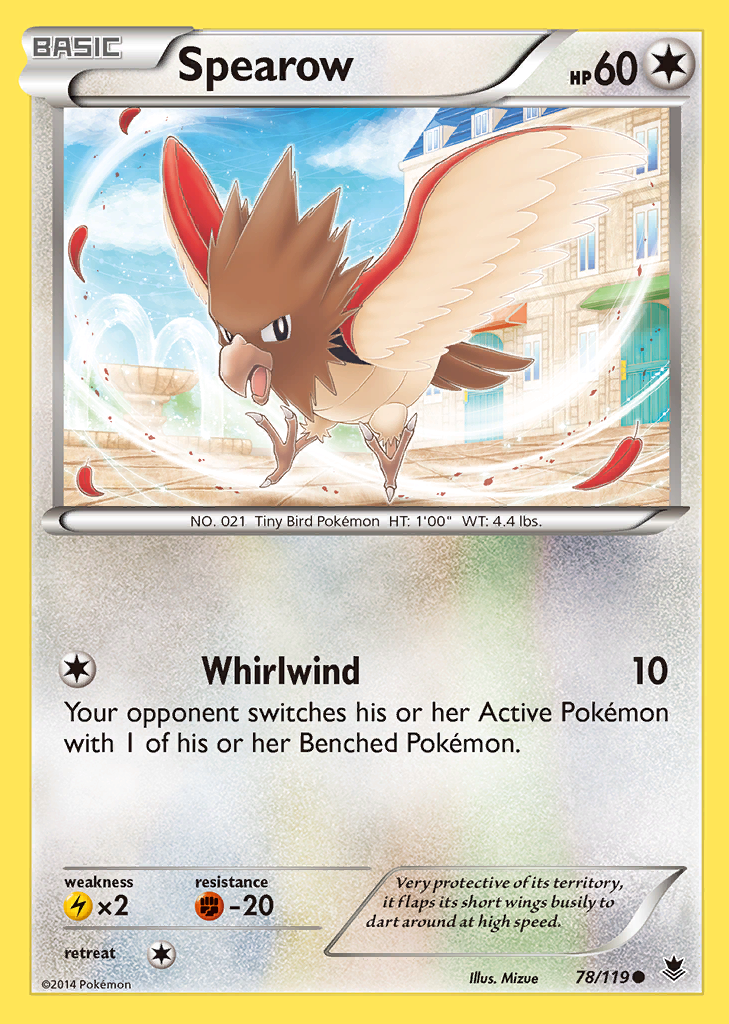 BASIC
Spearow
HP60
NO. 021 Tiny Bird Pokémon HT: 1'00" WT: 4.4 lbs.
Whirlwind 10
Your opponent switches his or her Active Pokémon
with 1 of his or her Benched Pokémon.
weakness
×2
resistance
-20
retreat
Very protective of its territory,
it flaps its short wings busily to
dart around at high speed.
©2014 Pokémon
Illus. Mizue
78/119